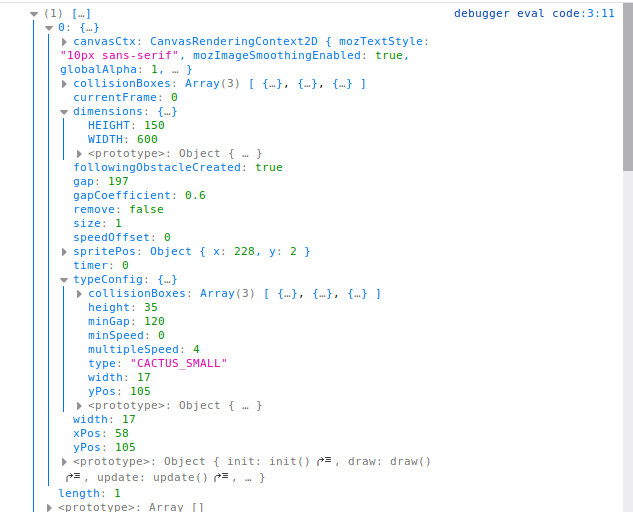 (1) […] debugger eval code:3:11
0: {…}
canvasCtx: CanvasRenderingContext2D { mozTextStyle:
"10px sans-serif", mozImageSmoothingEnabled: true,
globalAlpha: 1, … }
collisionBoxes: Array(3) [ {…}, {…}, {…} ]
currentFrame: 0
dimensions: {…}
HEIGHT: 150
WIDTH: 600
<prototype>: Object { … }
followingObstacleCreated: true
gap: 197
gapCoefficient: 0.6
remove: false
size: 1
speedOffset: 0
spritePos: Object { x: 228, y: 2 }
timer: 0
typeConfig: {…}
collisionBoxes: Array(3) [ {…}, {…}, {…} ]
height: 35
minGap: 120
minSpeed: 0
multipleSpeed: 4
type: "CACTUS_SMALL"
width: 17
yPos: 105
<prototype>: Object { … }
width: 17
xPos: 58
yPos: 105
<prototype>: Object { init: init() , draw: draw()
, update: update() , … }
length: 1
<prototype>: Array []